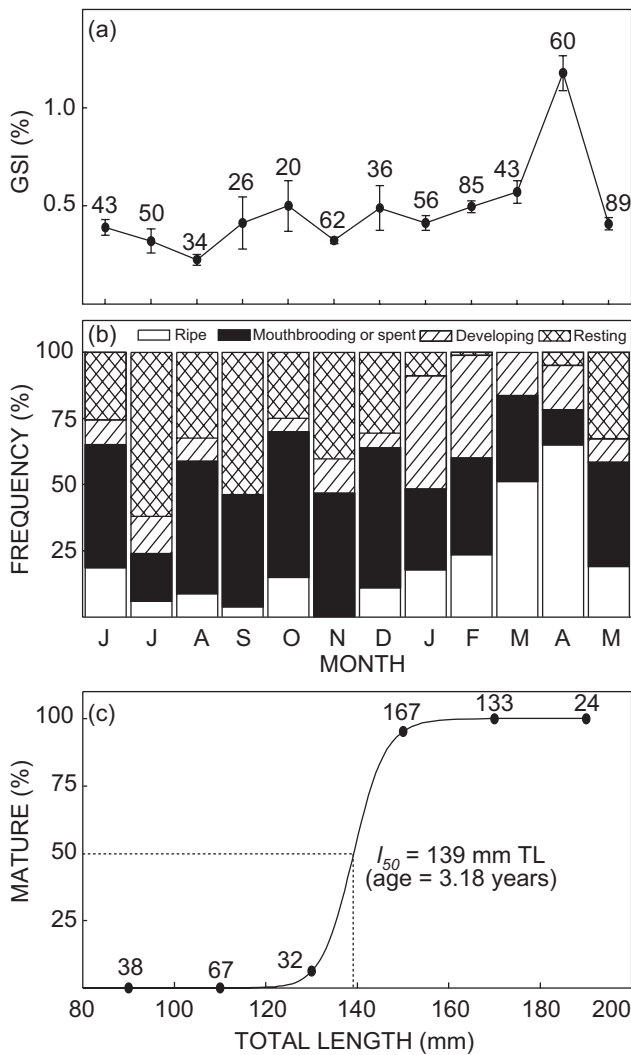 (a)
60
1.0
GSI (%)
43 50 34 26 20 62 36 56 85 43 89
0.5
(b) Ripe Mouthbrooding or spent Developing Resting
100
75
50
25
FREQUENCY (%)
J J A S O N D J F M A M
MONTH
(c)
100
75
50
25
MATURE (%)
38 67 32 167 133 24
l50 = 139 mm TL
(age = 3.18 years)
80 100 120 140 160 180 200
TOTAL LENGTH (mm)